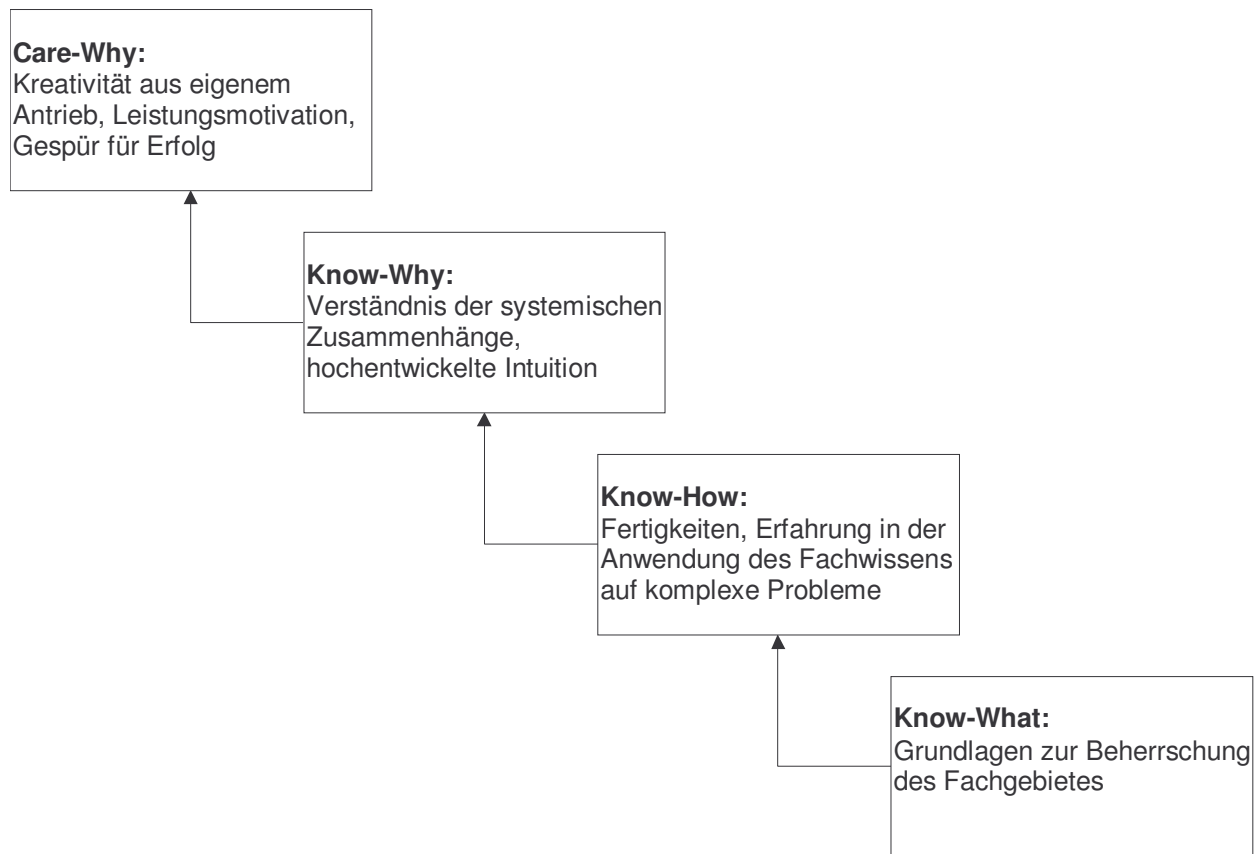 Care-Why:
Kreativität aus eigenem
Antrieb, Leistungsmotivation,
Gespür für Erfolg
Know-Why:
Verständnis der systemischen
Zusammenhänge,
hochentwickelte Intuition
Know-How:
Fertigkeiten, Erfahrung in der
Anwendung des Fachwissens
auf komplexe Probleme
Know-What:
Grundlagen zur Beherrschung
des Fachgebietes